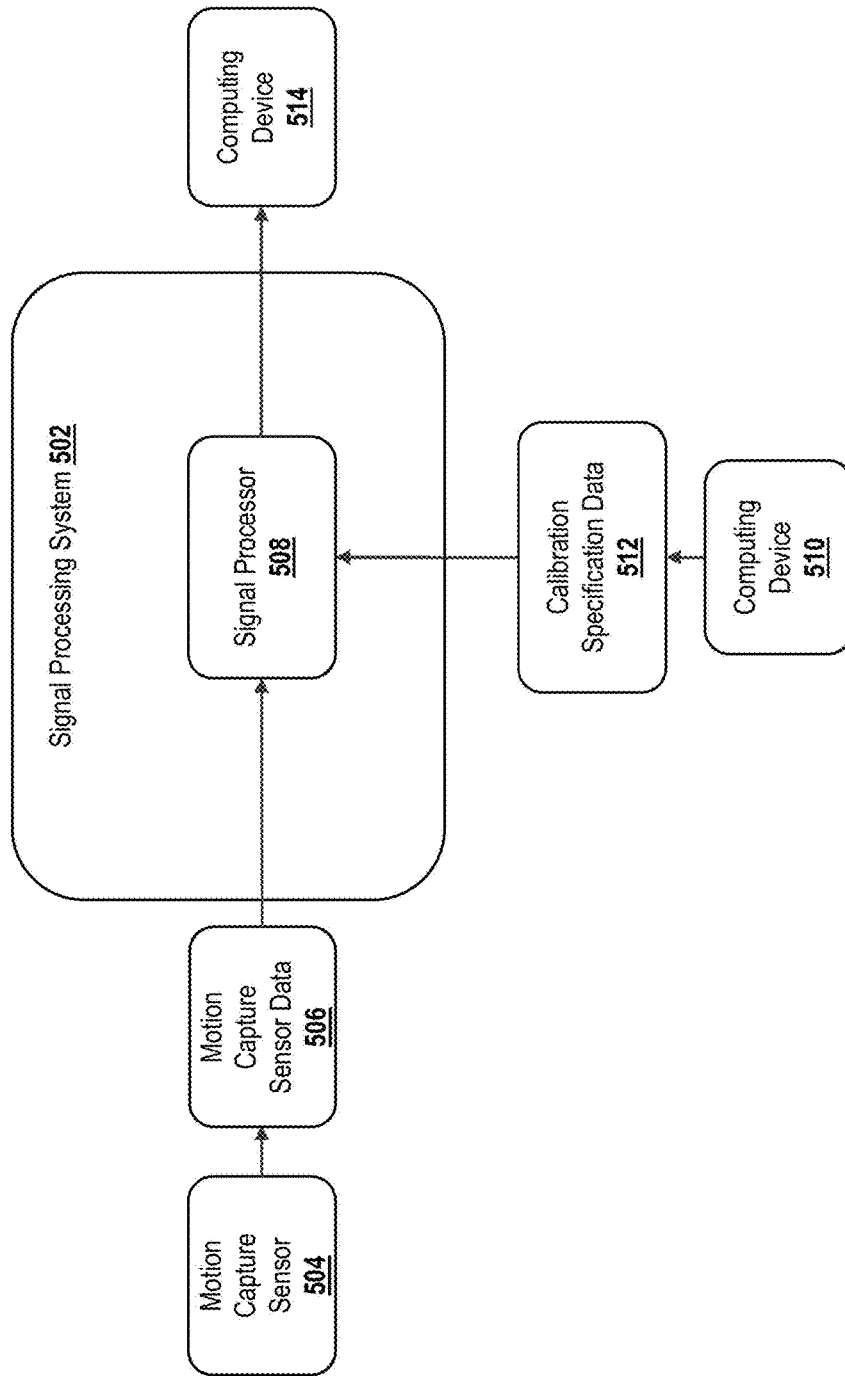 Signal Processing System 502
Motion
Capture
Sensor
504
Motion
Capture
Sensor Data
506
Signal Processor
508
Computing
Device
514
Calibration
Specification Data
512
Computing
Device
510